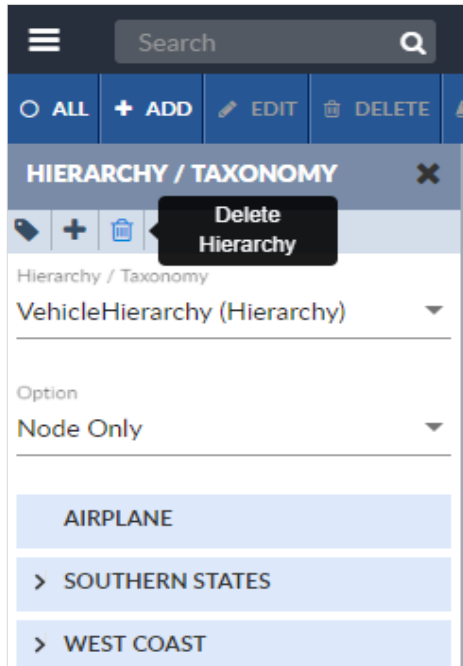 Search
ALL ADD EDIT DELETE
HIERARCHY / TAXONOMY
Delete
Hierarchy
Hierarchy / Taxonomy
VehicleHierarchy (Hierarchy)
Option
Node Only
AIRPLANE
SOUTHERN STATES
WEST COAST